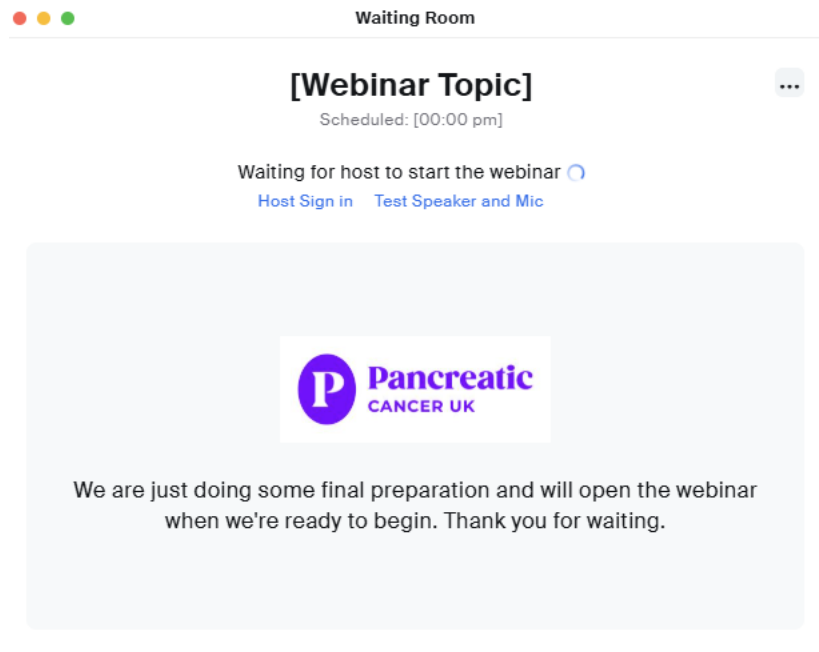 Waiting Room
[Webinar Topic]
...
Scheduled: [00:00 pm]
Waiting for host to start the webinar
Host Sign in Test Speaker and Mic
P
Pancreatic
CANCER UK
We are just doing some final preparation and will open the webinar
when we're ready to begin. Thank you for waiting.